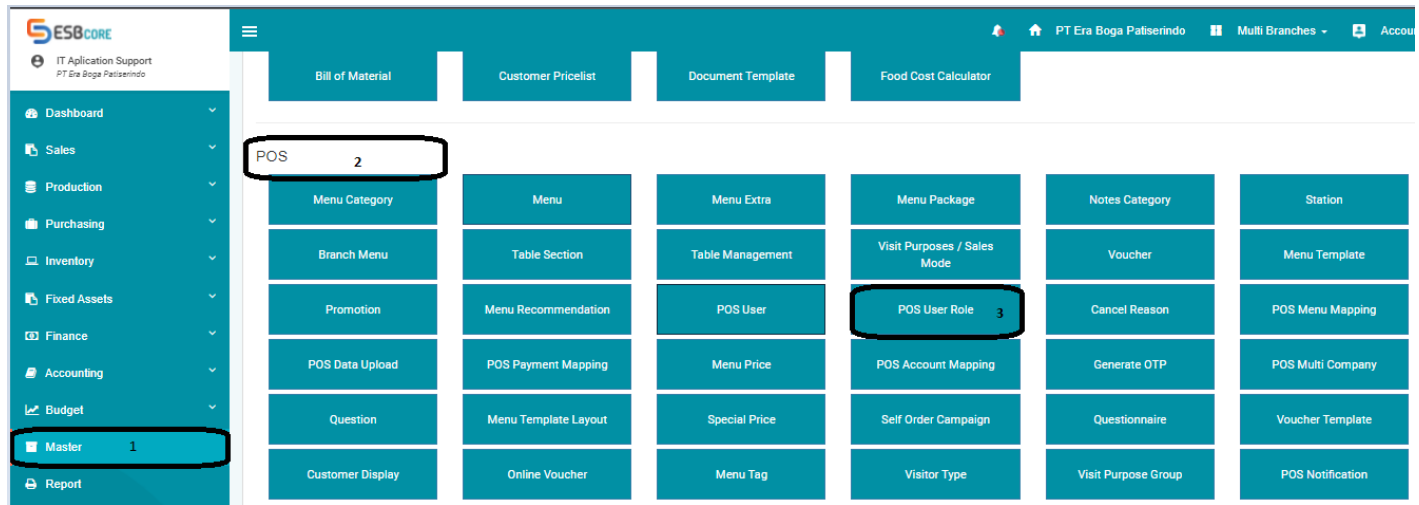 ESBCORE
IT Aplication Support
PT Era Boga Patiserindo
PT Era Boga Patiserindo
Multi Branches
Accou
Dashboard
Sales
Production
Purchasing
Inventory
Fixed Assets
Finance
Accounting
Budget
Master 1
Report
Bill of Material
Customer Pricelist
Document Template
Food Cost Calculator
POS 2
Menu Category
Menu
Menu Extra
Menu Package
Notes Category
Station
Branch Menu
Table Section
Table Management
Visit Purposes / Sales
Mode
Voucher
Menu Template
Promotion
Menu Recommendation
POS User
POS User Role 3
Cancel Reason
POS Menu Mapping
POS Data Upload
POS Payment Mapping
Menu Price
POS Account Mapping
Generate OTP
POS Multi Company
Question
Menu Template Layout
Special Price
Self Order Campaign
Questionnaire
Voucher Template
Customer Display
Online Voucher
Menu Tag
Visitor Type
Visit Purpose Group
POS Notification